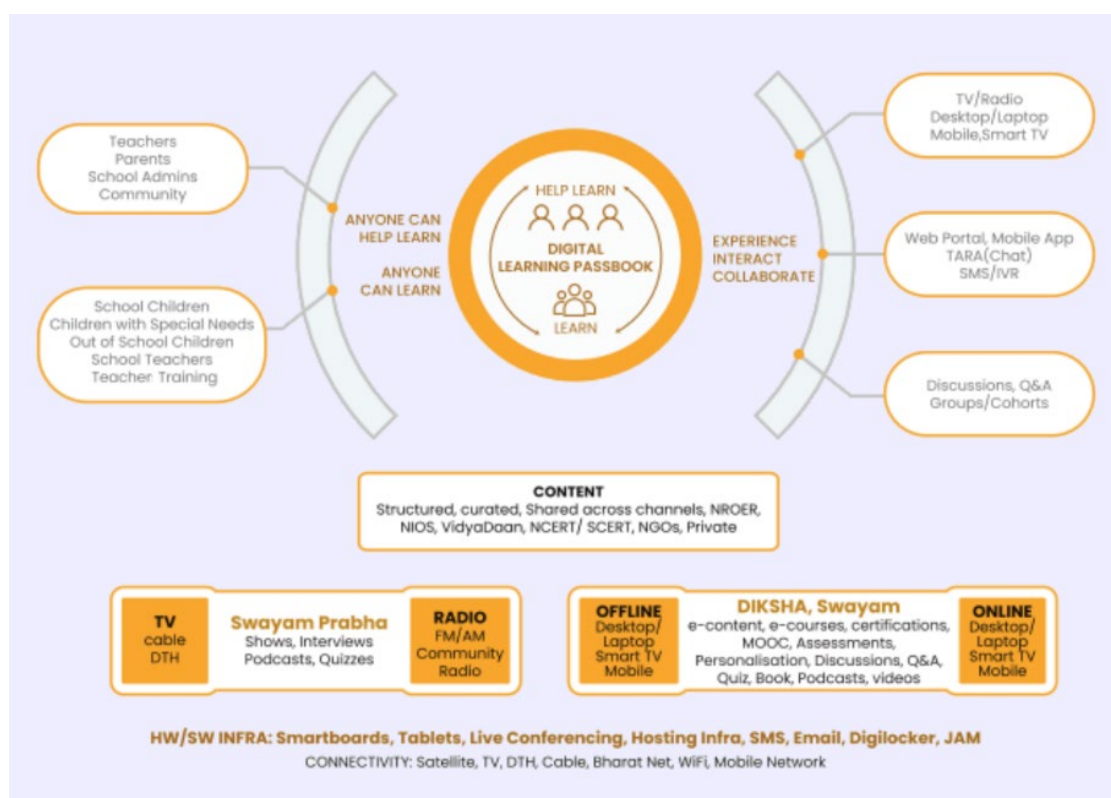 Teachers
Parents
School Admins
Community
School Children
Children with Special Needs
Out of School Children
School Teachers
Teacher Training
ANYONE CAN
HELP LEARN
ANYONE
CAN LEARN
HELP LEARN
DIGITAL
LEARNING PASSBOOK
LEARN
EXPERIENCE
INTERACT
COLLABORATE
TV/Radio
Desktop/Laptop
Mobile,Smart TV
Web Portal, Mobile App
TARA(Chat)
SMS/IVR
Discussions, Q&A
Groups/Cohorts
CONTENT
Structured, curated, Shared across channels, NROER,
NIOS, VidyaDaan, NCERT/ SCERT, NGOs, Private
TV
cable
DTH
Swayam Prabha
Shows, Interviews
Podcasts, Quizzes
RADIO
FM/AM
Community
Radio
OFFLINE
Desktop/
Laptop
Smart TV
Mobile
DIKSHA, Swayam
e-content, e-courses, certifications,
MOOC, Assessments,
Personalisation, Discussions, Q&A,
Quiz, Book, Podcasts, videos
ONLINE
Desktop/
Laptop
Smart TV
Mobile
HW/SW INFRA: Smartboards, Tablets, Live Conferencing, Hosting Infra, SMS, Email, Digilocker, JAM
CONNECTIVITY: Satellite, TV, DTH, Cable, Bharat Net, WiFi, Mobile Network